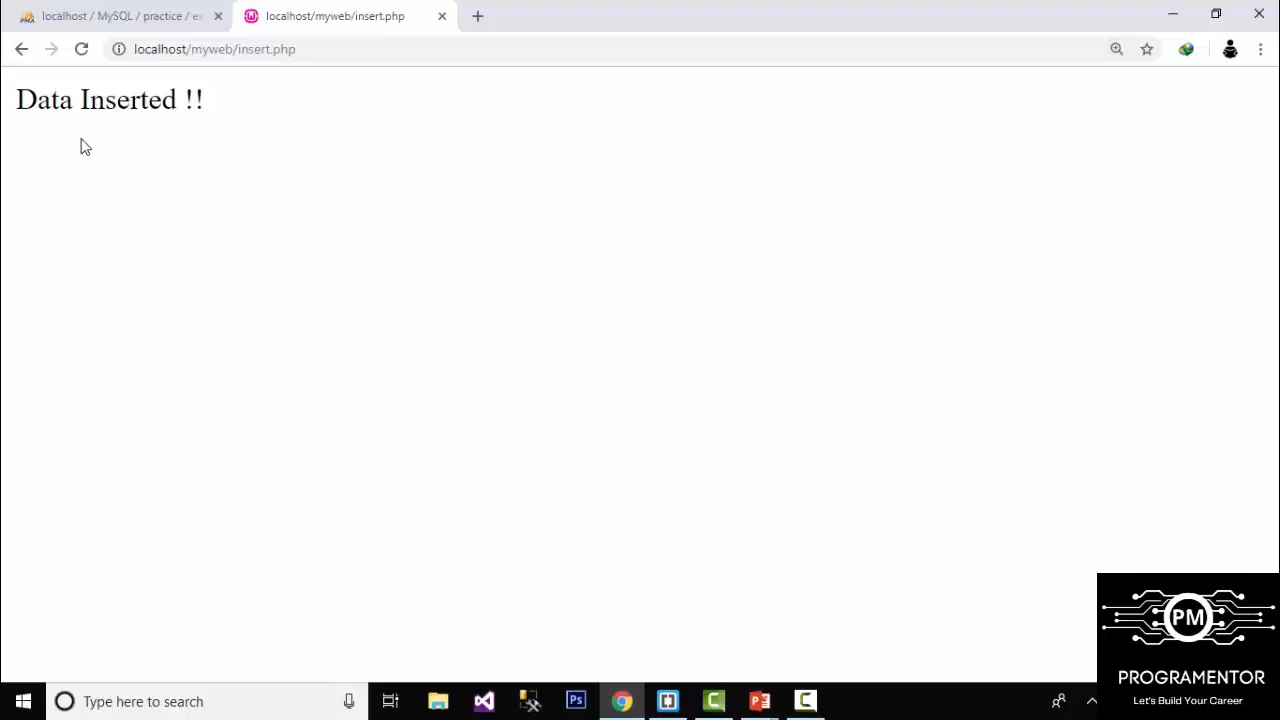 localhost / MySQL / practice / e
localhost/myweb/insert.php
localhost/myweb/insert.php
Data Inserted !!
Type here to search
Ps
PM
PROGRAMENTOR
Let's Build Your Career